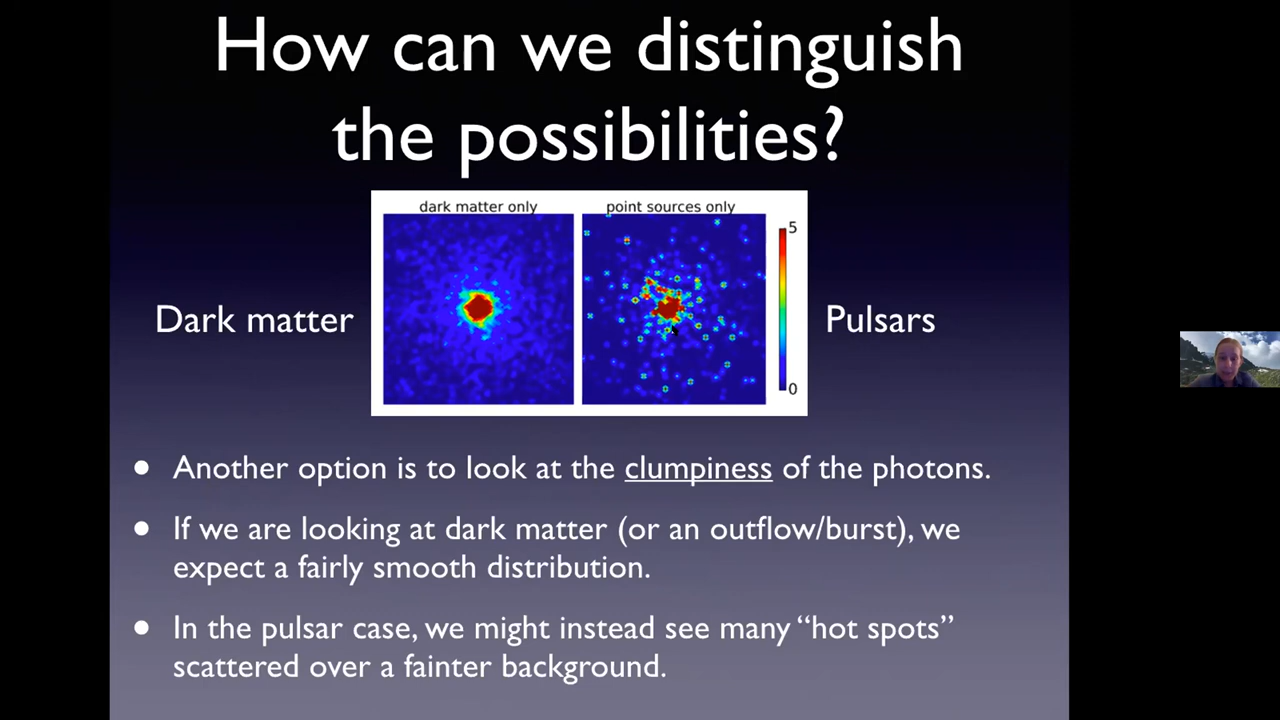 How can we distinguish
the possibilities?
dark matter only
point sources only
5
Dark matter
Pulsars
0
• Another option is to look at the clumpiness of the photons.
• If we are looking at dark matter (or an outflow/burst), we
expect a fairly smooth distribution.
• In the pulsar case, we might instead see many “hot spots”
scattered over a fainter background.